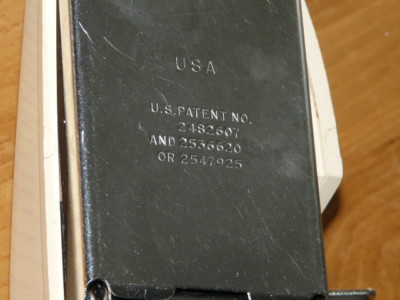 USA
U.S.PATENT NO.
2482607
AND 2536620
OR 2547925